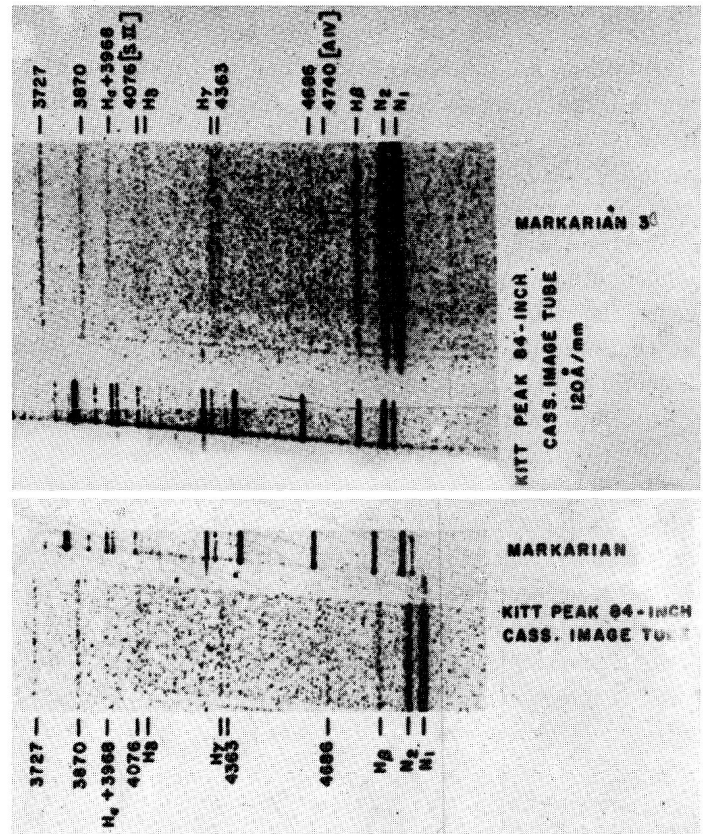 3727
3870
Hε + 3968
4076 [S II]
Hδ
Hγ
4363
4686
4740 [A IV]
Hβ
N2
N1
MARKARIAN 3
KITT PEAK 84-INCH
CASS. IMAGE TUBE
120Å/mm
MARKARIAN
KITT PEAK 84-INCH
CASS. IMAGE TUBE
3727
3870
Hε + 3968
4076
Hδ
Hγ
4363
4686
Hβ
N2
N1